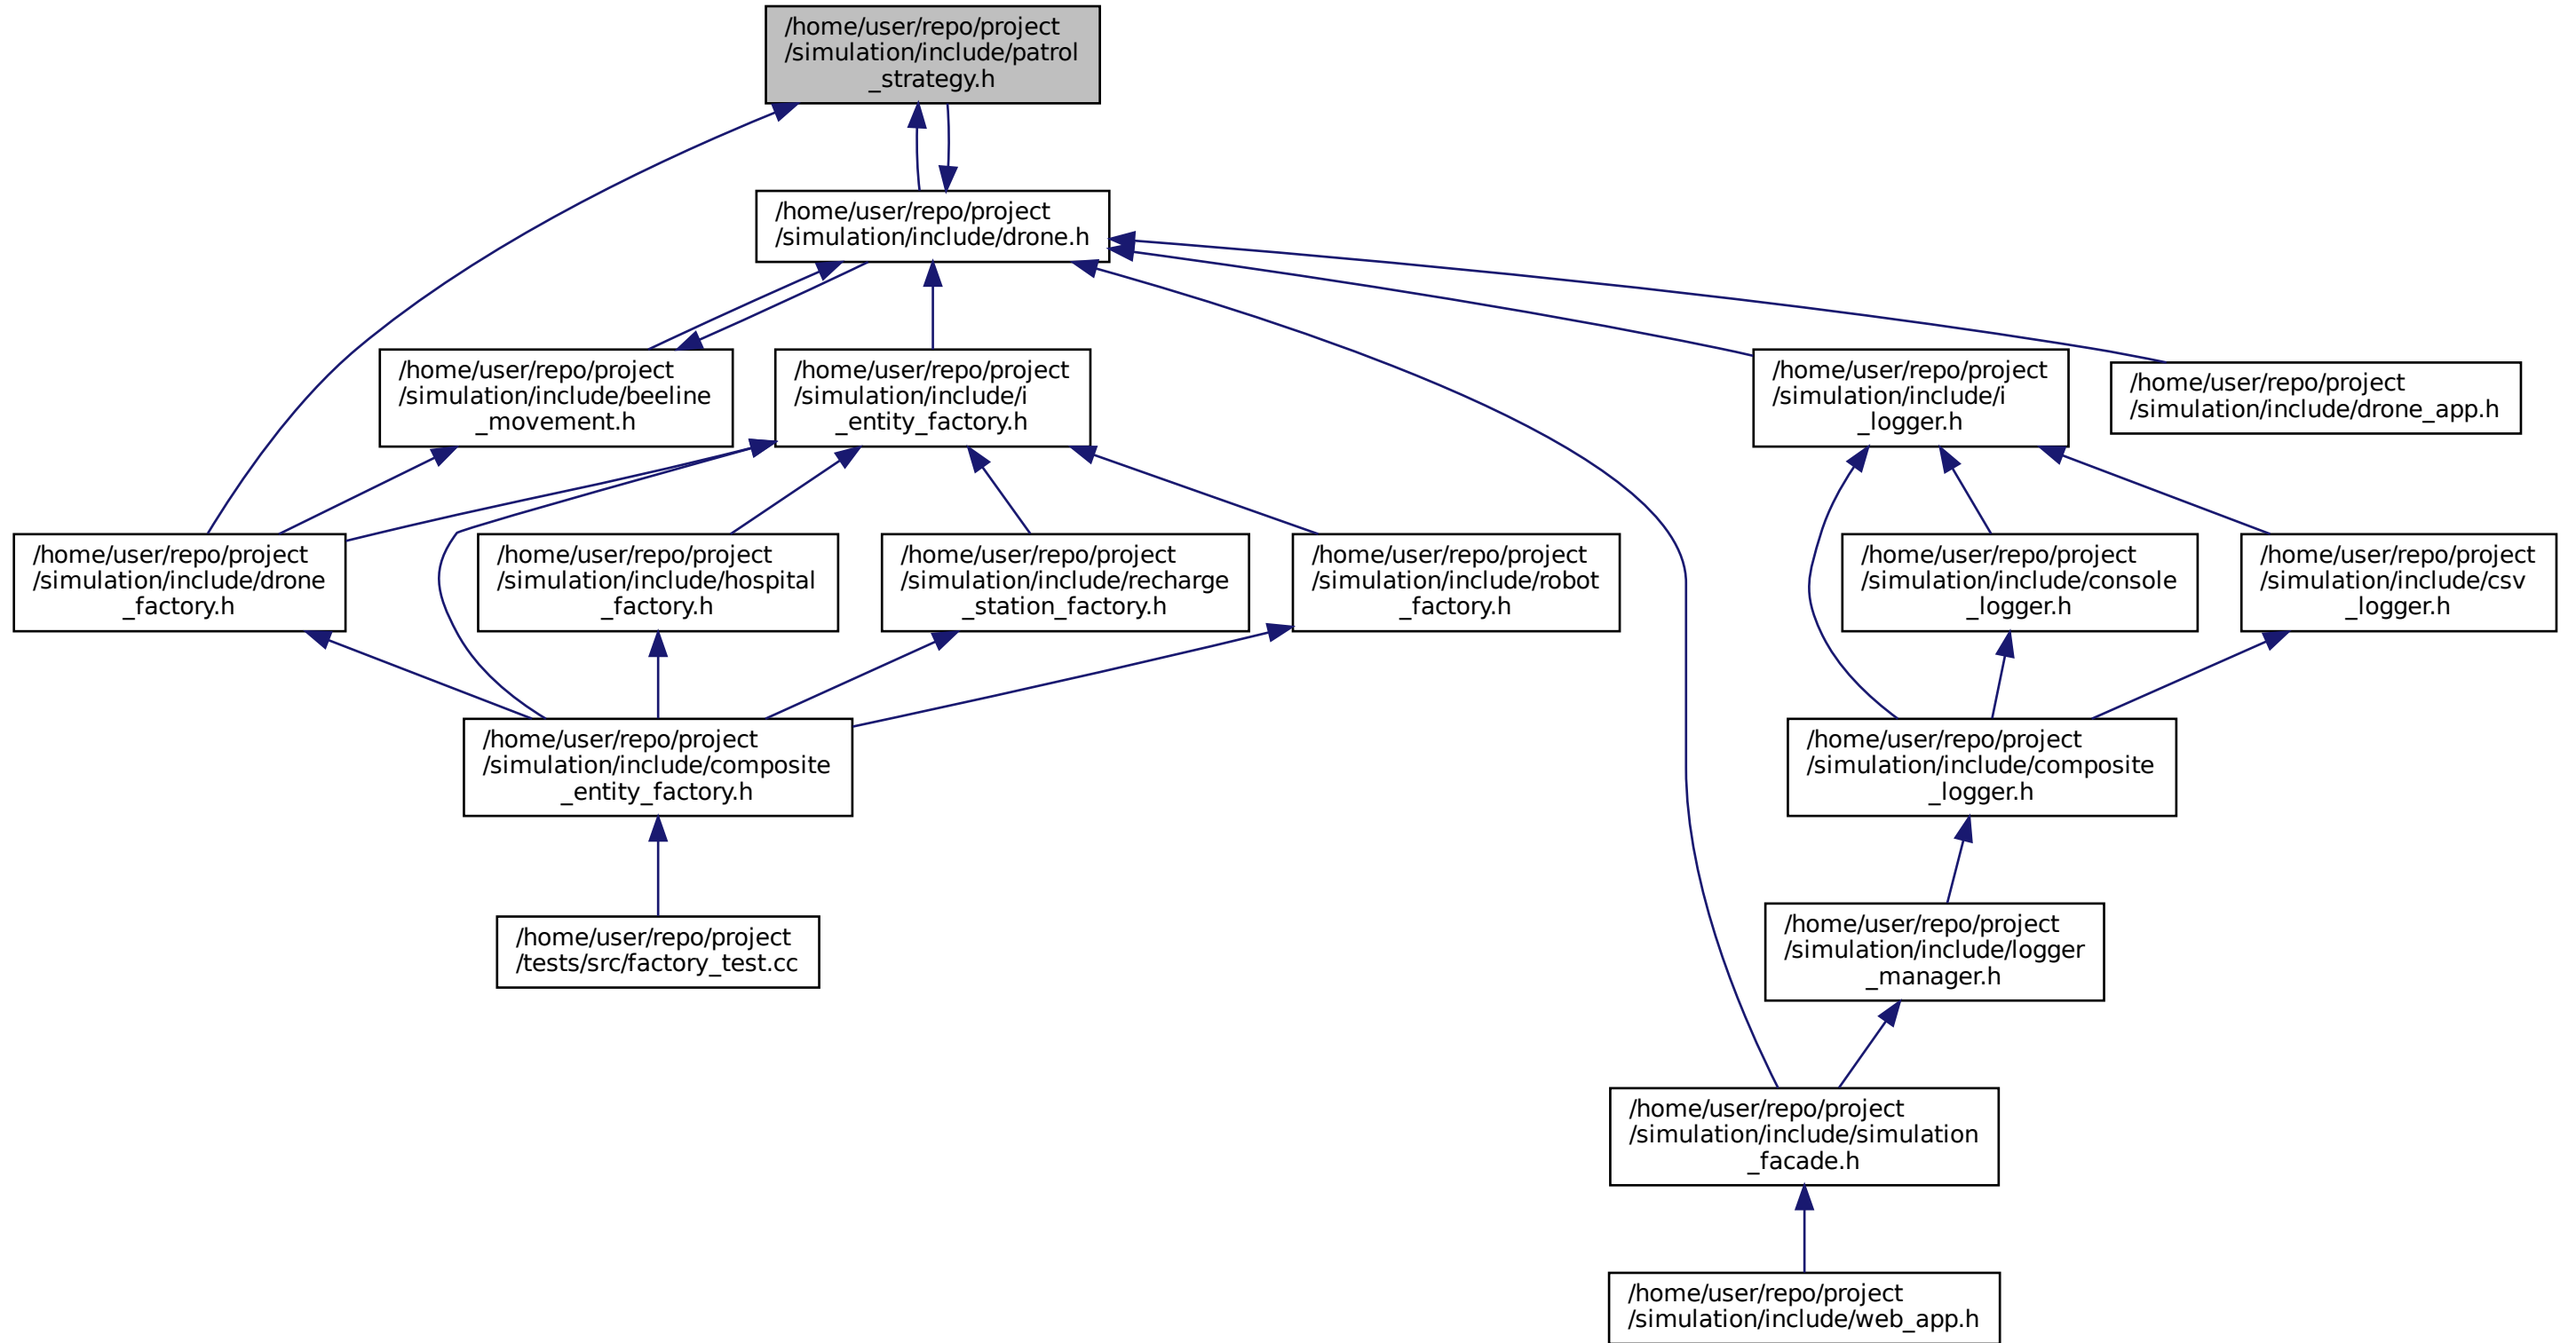 /home/user/repo/project
/simulation/include/patrol
_strategy.h
/home/user/repo/project
/simulation/include/drone.h
/home/user/repo/project
/simulation/include/beeline
_movement.h
/home/user/repo/project
/simulation/include/i
_entity_factory.h
/home/user/repo/project
/simulation/include/i
_logger.h
/home/user/repo/project
/simulation/include/drone_app.h
/home/user/repo/project
/simulation/include/drone
_factory.h
/home/user/repo/project
/simulation/include/hospital
_factory.h
/home/user/repo/project
/simulation/include/recharge
_station_factory.h
/home/user/repo/project
/simulation/include/robot
_factory.h
/home/user/repo/project
/simulation/include/console
_logger.h
/home/user/repo/project
/simulation/include/csv
_logger.h
/home/user/repo/project
/simulation/include/composite
_entity_factory.h
/home/user/repo/project
/simulation/include/composite
_logger.h
/home/user/repo/project
/tests/src/factory_test.cc
/home/user/repo/project
/simulation/include/logger
_manager.h
/home/user/repo/project
/simulation/include/simulation
_facade.h
/home/user/repo/project
/simulation/include/web_app.h